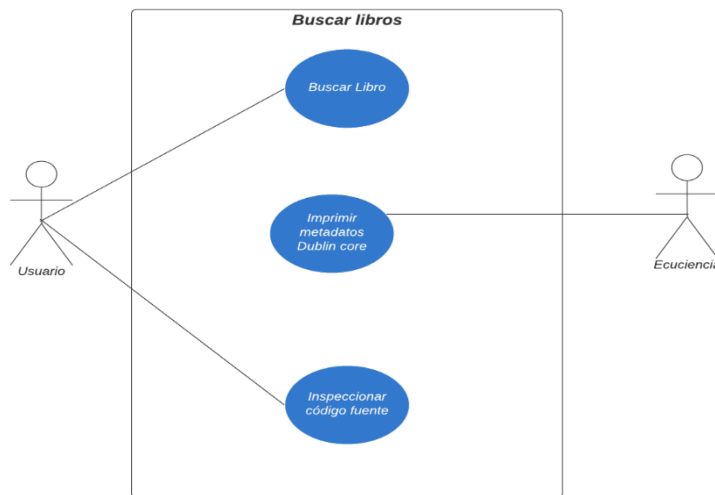 Buscar libros
Buscar Libro
Imprimir
metadatos
Dublin core
Usuario
Ecuciencia
Inspeccionar
código fuente